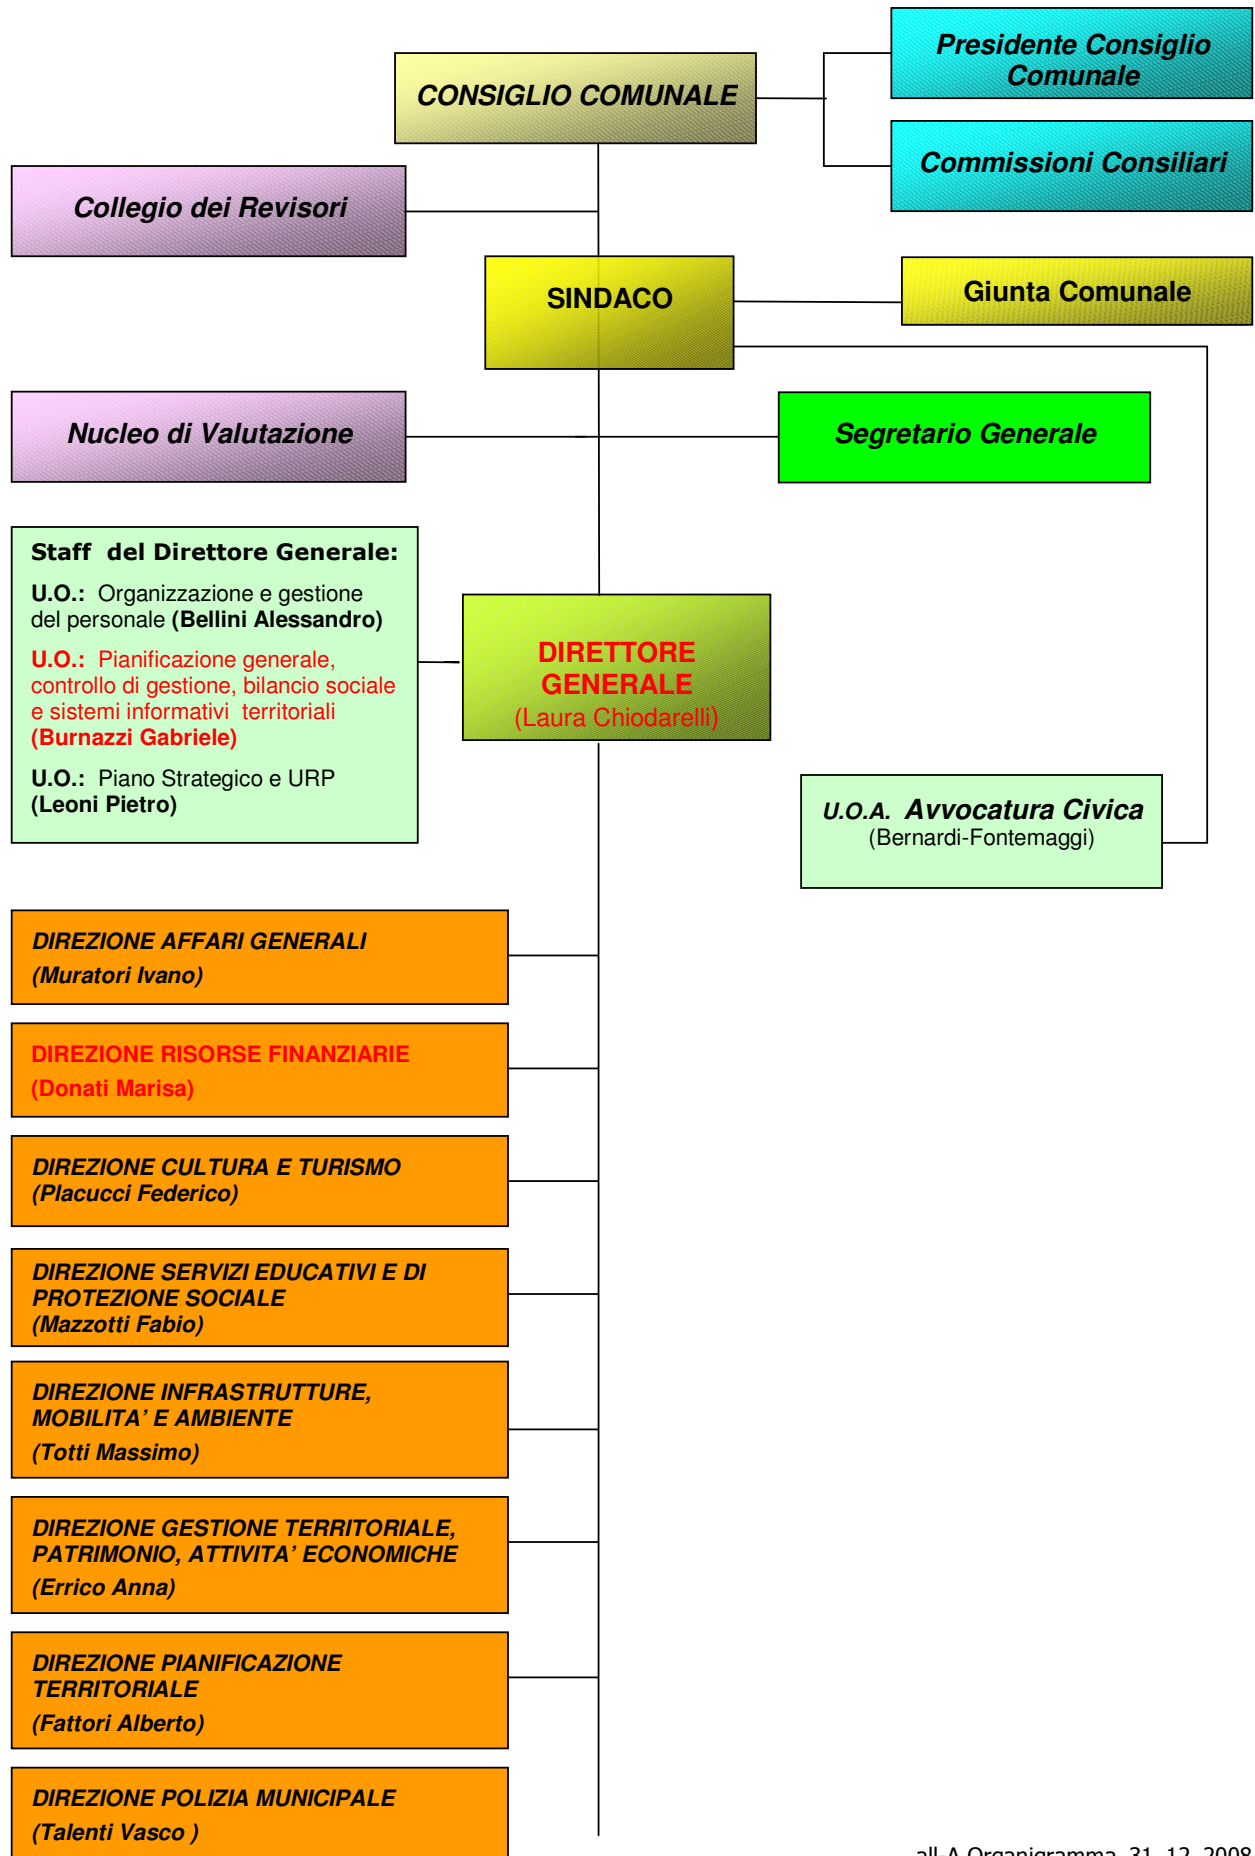 Presidente Consiglio
Comunale
CONSIGLIO COMUNALE
Commissioni Consiliari
Collegio dei Revisori
SINDACO
Giunta Comunale
Nucleo di Valutazione
Segretario Generale
Staff del Direttore Generale:
U.O.: Organizzazione e gestione
del personale (Bellini Alessandro)
U.O.: Pianificazione generale,
controllo di gestione, bilancio sociale
e sistemi informativi territoriali
(Burnazzi Gabriele)
U.O.: Piano Strategico e URP
(Leoni Pietro)
DIRETTORE
GENERALE
(Laura Chiodarelli)
U.O.A. Avvocatura Civica
(Bernardi-Fontemaggi)
DIREZIONE AFFARI GENERALI
(Muratori Ivano)
DIREZIONE RISORSE FINANZIARIE
(Donati Marisa)
DIREZIONE CULTURA E TURISMO
(Placucci Federico)
DIREZIONE SERVIZI EDUCATIVI E DI
PROTEZIONE SOCIALE
(Mazzotti Fabio)
DIREZIONE INFRASTRUTTURE,
MOBILITA’ E AMBIENTE
(Totti Massimo)
DIREZIONE GESTIONE TERRITORIALE,
PATRIMONIO, ATTIVITA’ ECONOMICHE
(Errico Anna)
DIREZIONE PIANIFICAZIONE
TERRITORIALE
(Fattori Alberto)
DIREZIONE POLIZIA MUNICIPALE
(Talenti Vasco )
all-A Organigramma 31 12 2008